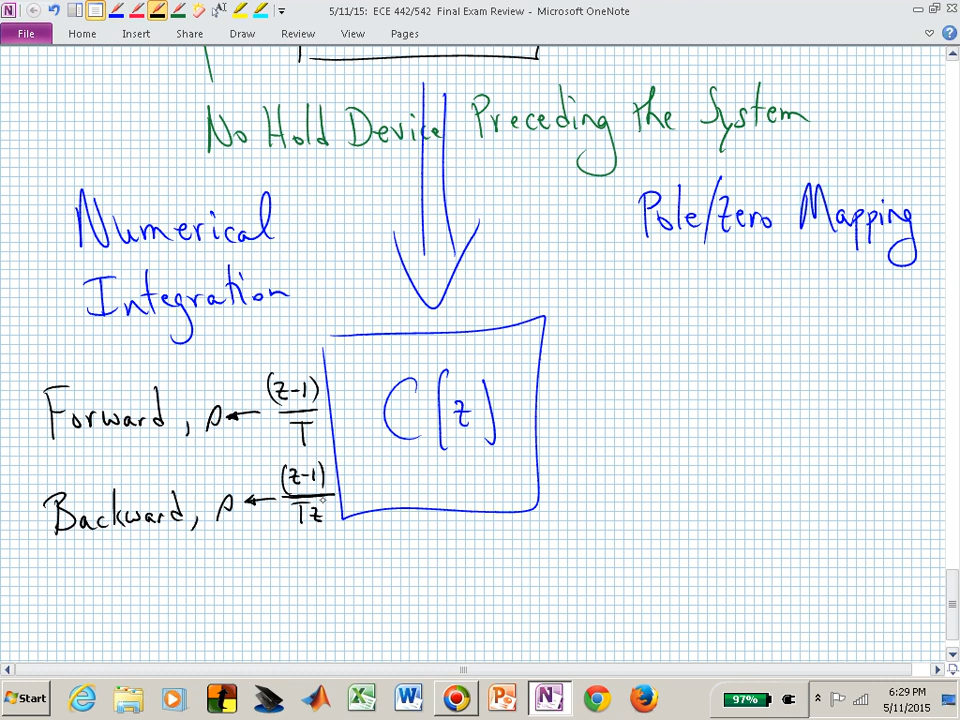 5/11/15: ECE 442/542 Final Exam Review - Microsoft OneNote
File Home Insert Share Draw Review View Pages
No Hold Device Preceding the System
Numerical
Integration
Pole/Zero Mapping
C(z)
Forward, s ← (z-1)/T
Backward, s ← (z-1)/Tz
Start
97%
6:29 PM
5/11/2015